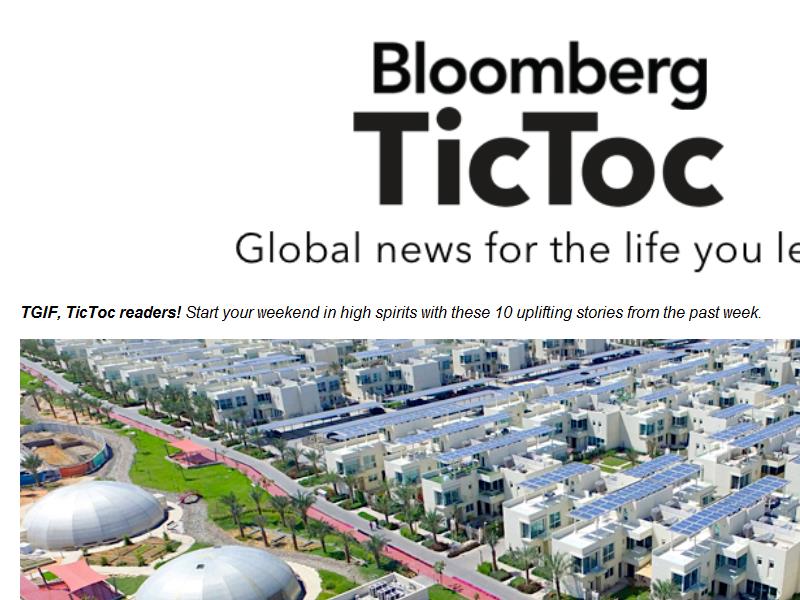 Bloomberg
TicToc
Global news for the life you le
TGIF, TicToc readers! Start your weekend in high spirits with these 10 uplifting stories from the past week.